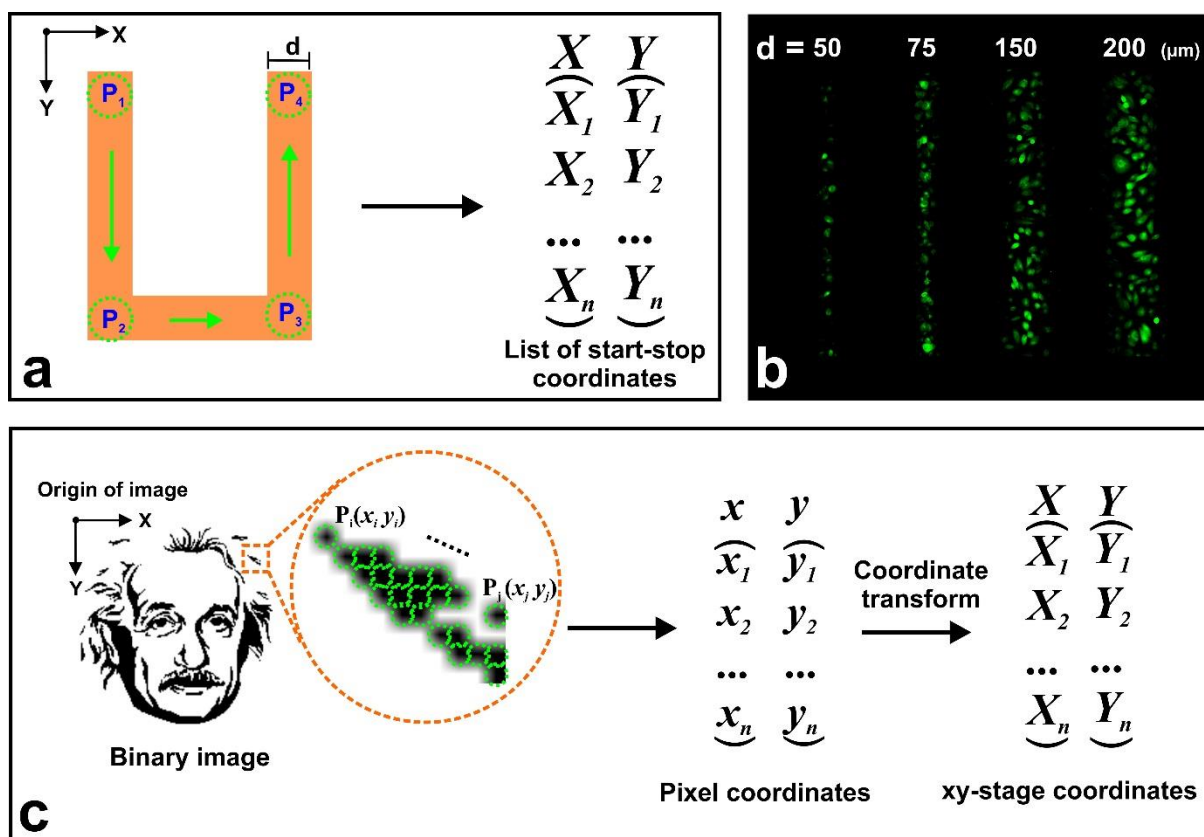 X
Y
d
P1
P4
P2
P3
X Y
X1 Y1
X2 Y2
... ...
Xn Yn
List of start-stop
coordinates
a
d = 50 75 150 200 (μm)
b
Origin of image
X
Y
Pi(xi yi)
......
Pj(xj yj)
Binary image
x y
x1 y1
x2 y2
... ...
xn yn
Pixel coordinates
Coordinate
transform
X Y
X1 Y1
X2 Y2
... ...
Xn Yn
xy-stage coordinates
c